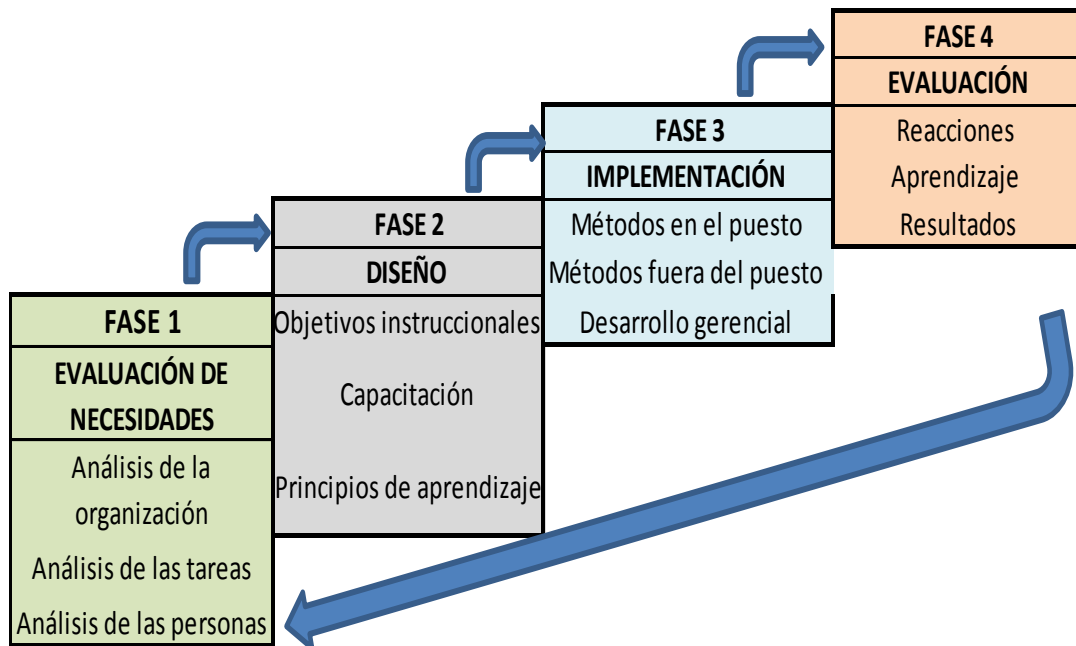 FASE 1
EVALUACIÓN DE
NECESIDADES
Análisis de la
organización
Análisis de las tareas
Análisis de las personas
FASE 2
DISEÑO
Objetivos instruccionales
Capacitación
Principios de aprendizaje
FASE 3
IMPLEMENTACIÓN
Métodos en el puesto
Métodos fuera del puesto
Desarrollo gerencial
FASE 4
EVALUACIÓN
Reacciones
Aprendizaje
Resultados